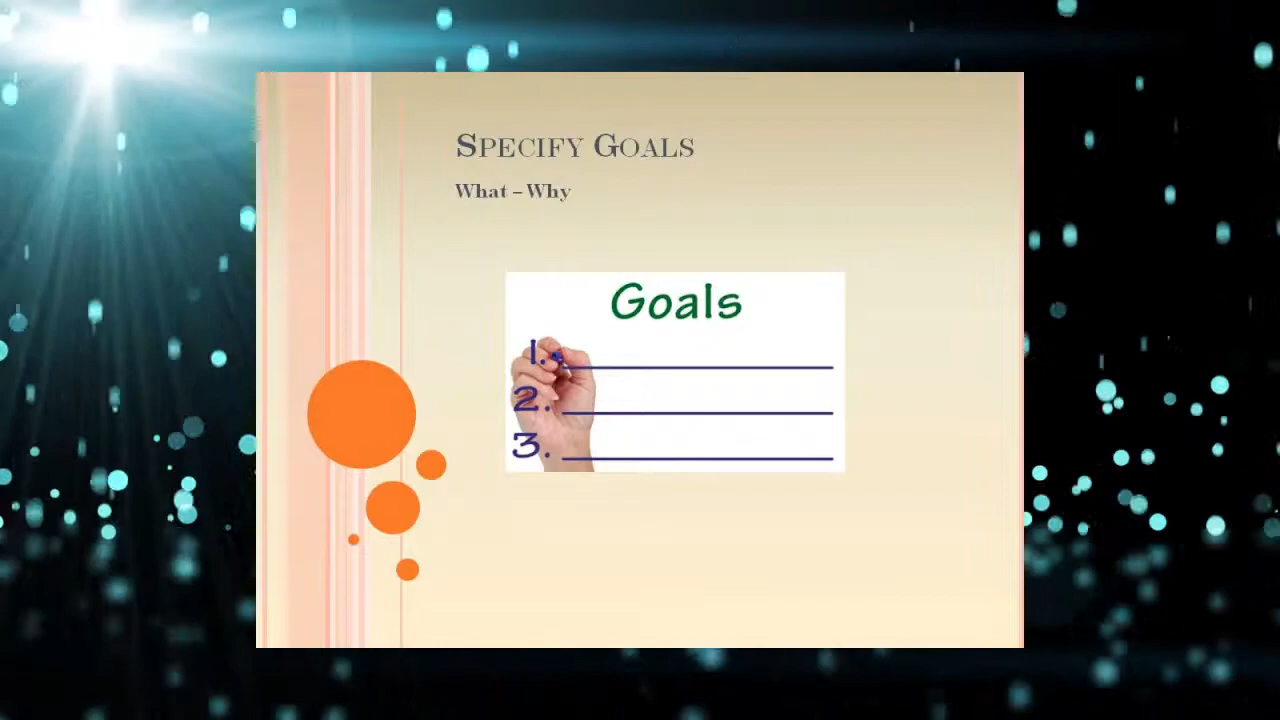 Specify Goals
What – Why
Goals
1.
2.
3.